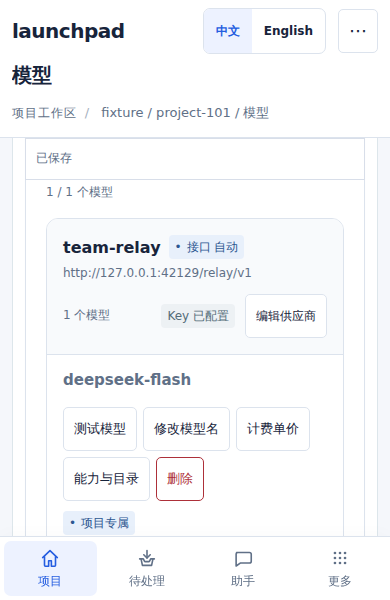 launchpad
中文 English ···
模型
项目工作区 / fixture / project-101 / 模型
已保存
1 / 1 个模型
team-relay • 接口 自动
http://127.0.0.1:42129/relay/v1
1 个模型 Key 已配置 编辑供应商
deepseek-flash
测试模型 修改模型名 计费单价
能力与目录 删除
• 项目专属
项目 待处理 助手 更多